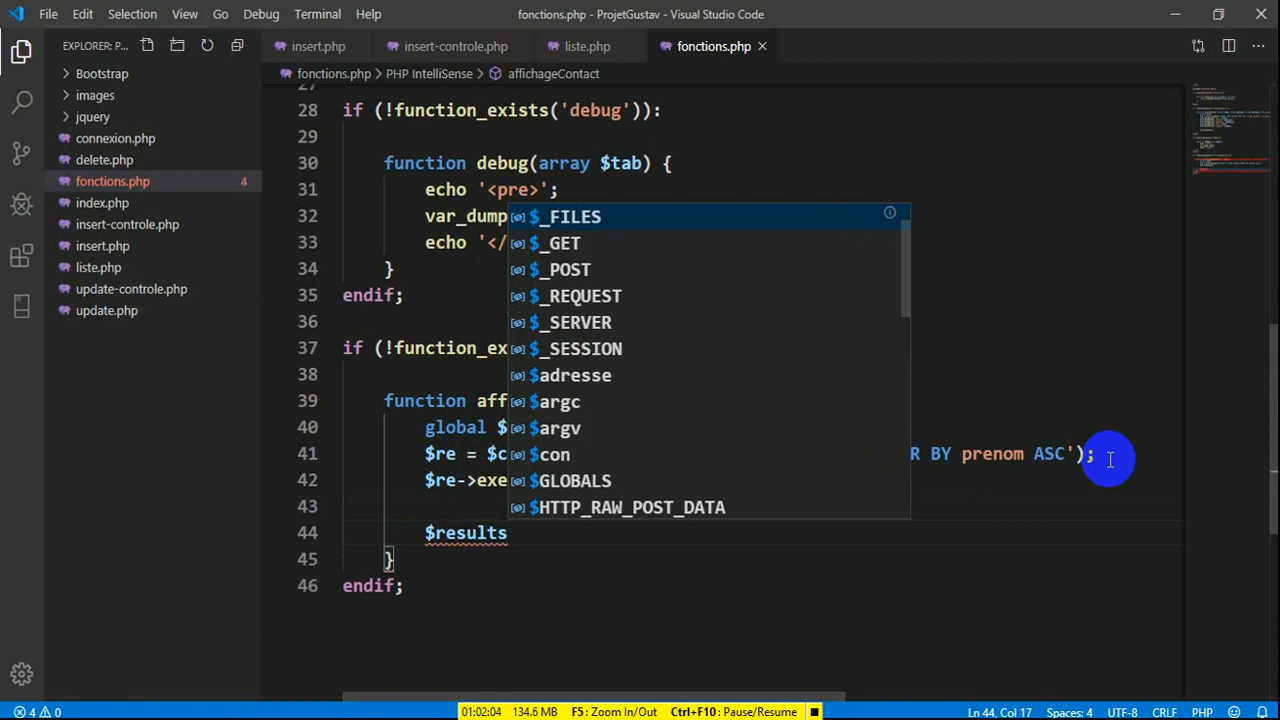 File Edit Selection View Go Debug Terminal Help fonctions.php - ProjetGustav - Visual Studio Code
EXPLORER: P... insert.php insert-controle.php liste.php fonctions.php
fonctions.php > PHP IntelliSense > affichageContact
Bootstrap
images
jquery
connexion.php
delete.php
fonctions.php 4
index.php
insert-controle.php
insert.php
liste.php
update-controle.php
update.php
27
28 if (!function_exists('debug')):
29
30 function debug(array $tab) {
31 echo '<pre>';
32 var_dump
33 echo '</
34 }
35 endif;
36
37 if (!function_ex
38
39 function aff
40 global $
41 $re = $c R BY prenom ASC');
42 $re->exe
43
44 $results
45 }
46 endif;
$_FILES
$_GET
$_POST
$_REQUEST
$_SERVER
$_SESSION
$adresse
$argc
$argv
$con
$GLOBALS
$HTTP_RAW_POST_DATA
4 0 01:02:04 134.6 MB F5: Zoom In/Out Ctrl+F10: Pause/Resume Ln 44, Col 17 Spaces: 4 UTF-8 CRLF PHP